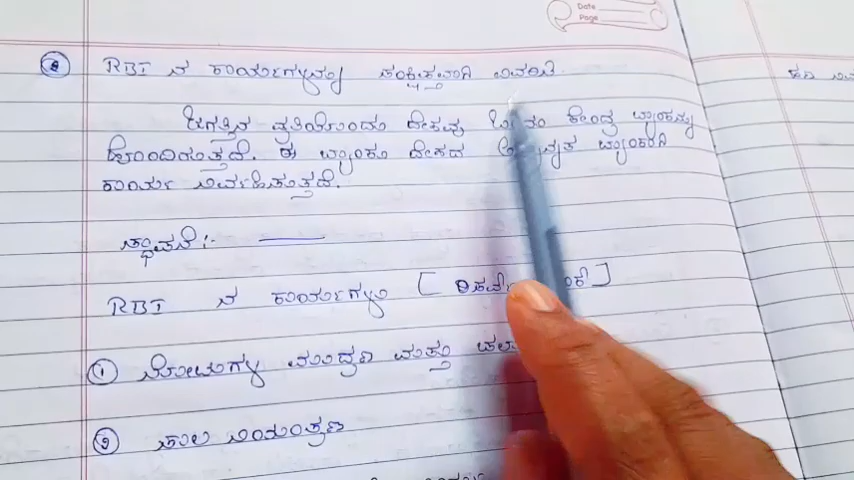 Date
Page
RBI ನ ಕಾರ್ಯಗಳನ್ನು ಸಂಕ್ಷಿಪ್ತವಾಗಿ ವಿವರಿಸಿ.
ಜಗತ್ತಿನ ಪ್ರತಿಯೊಂದು ದೇಶವು ಕೇಂದ್ರ ಬ್ಯಾಂಕನ್ನು
ಹೊಂದಿರುತ್ತದೆ. ಈ ಬ್ಯಾಂಕು ದೇಶದ ಬ್ಯಾಂಕಾಗಿ
ಕಾರ್ಯ ನಿರ್ವಹಿಸುತ್ತದೆ.
ಸ್ಥಾಪನೆ :-
RBI ನ ಕಾರ್ಯಗಳು [ ]
① ನೋಟುಗಳ ಮುದ್ರಣ ಮತ್ತು
② ಸಾಲ ನಿಯಂತ್ರಣ